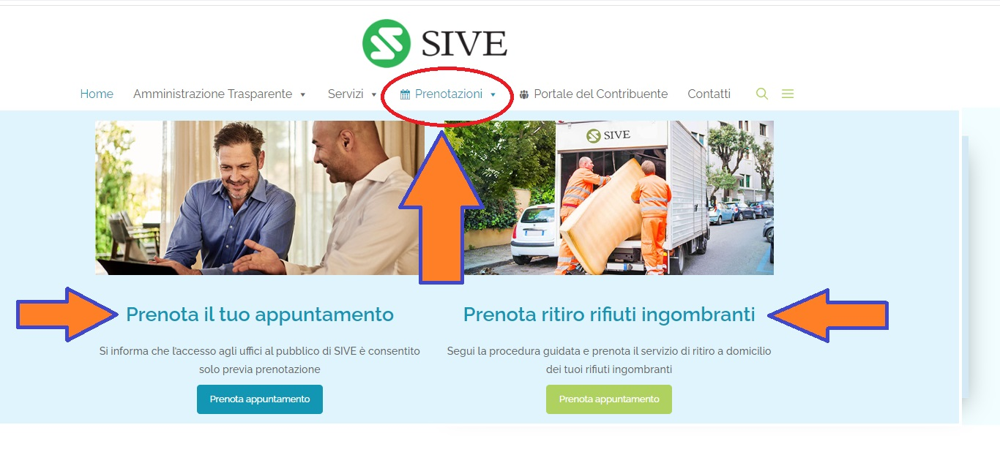 SIVE
Home Amministrazione Trasparente Servizi Prenotazioni Portale del Contribuente Contatti
SIVE
Prenota il tuo appuntamento
Si informa che l'accesso agli uffici al pubblico di SIVE è consentito
solo previa prenotazione
Prenota appuntamento
Prenota ritiro rifiuti ingombranti
Segui la procedura guidata e prenota il servizio di ritiro a domicilio
dei tuoi rifiuti ingombranti
Prenota appuntamento